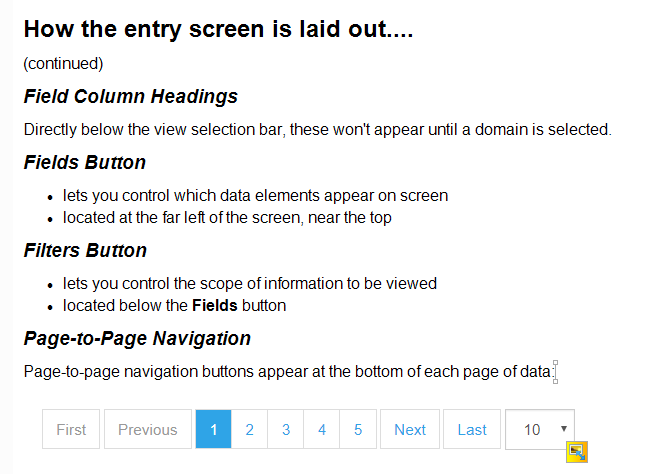 How the entry screen is laid out....
(continued)
Field Column Headings
Directly below the view selection bar, these won't appear until a domain is selected.
Fields Button
• lets you control which data elements appear on screen
• located at the far left of the screen, near the top
Filters Button
• lets you control the scope of information to be viewed
• located below the Fields button
Page-to-Page Navigation
Page-to-page navigation buttons appear at the bottom of each page of data:
First Previous 1 2 3 4 5 Next Last 10